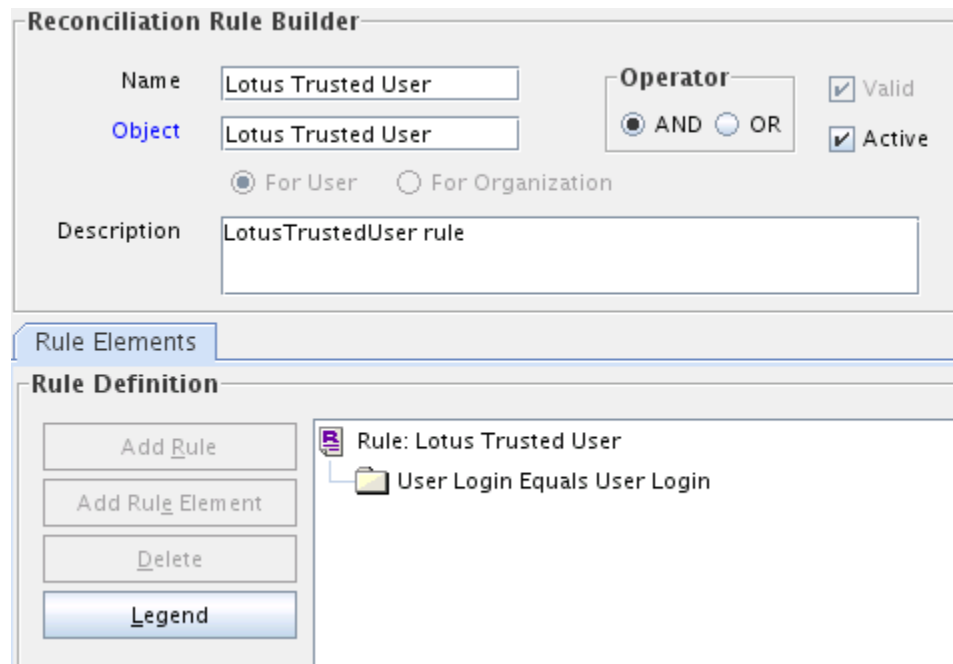 Reconciliation Rule Builder
Name Lotus Trusted User
Operator
AND OR
Valid
Object Lotus Trusted User
Active
For User For Organization
Description LotusTrustedUser rule
Rule Elements
Rule Definition
Add Rule
Add Rule Element
Delete
Legend
Rule: Lotus Trusted User
User Login Equals User Login